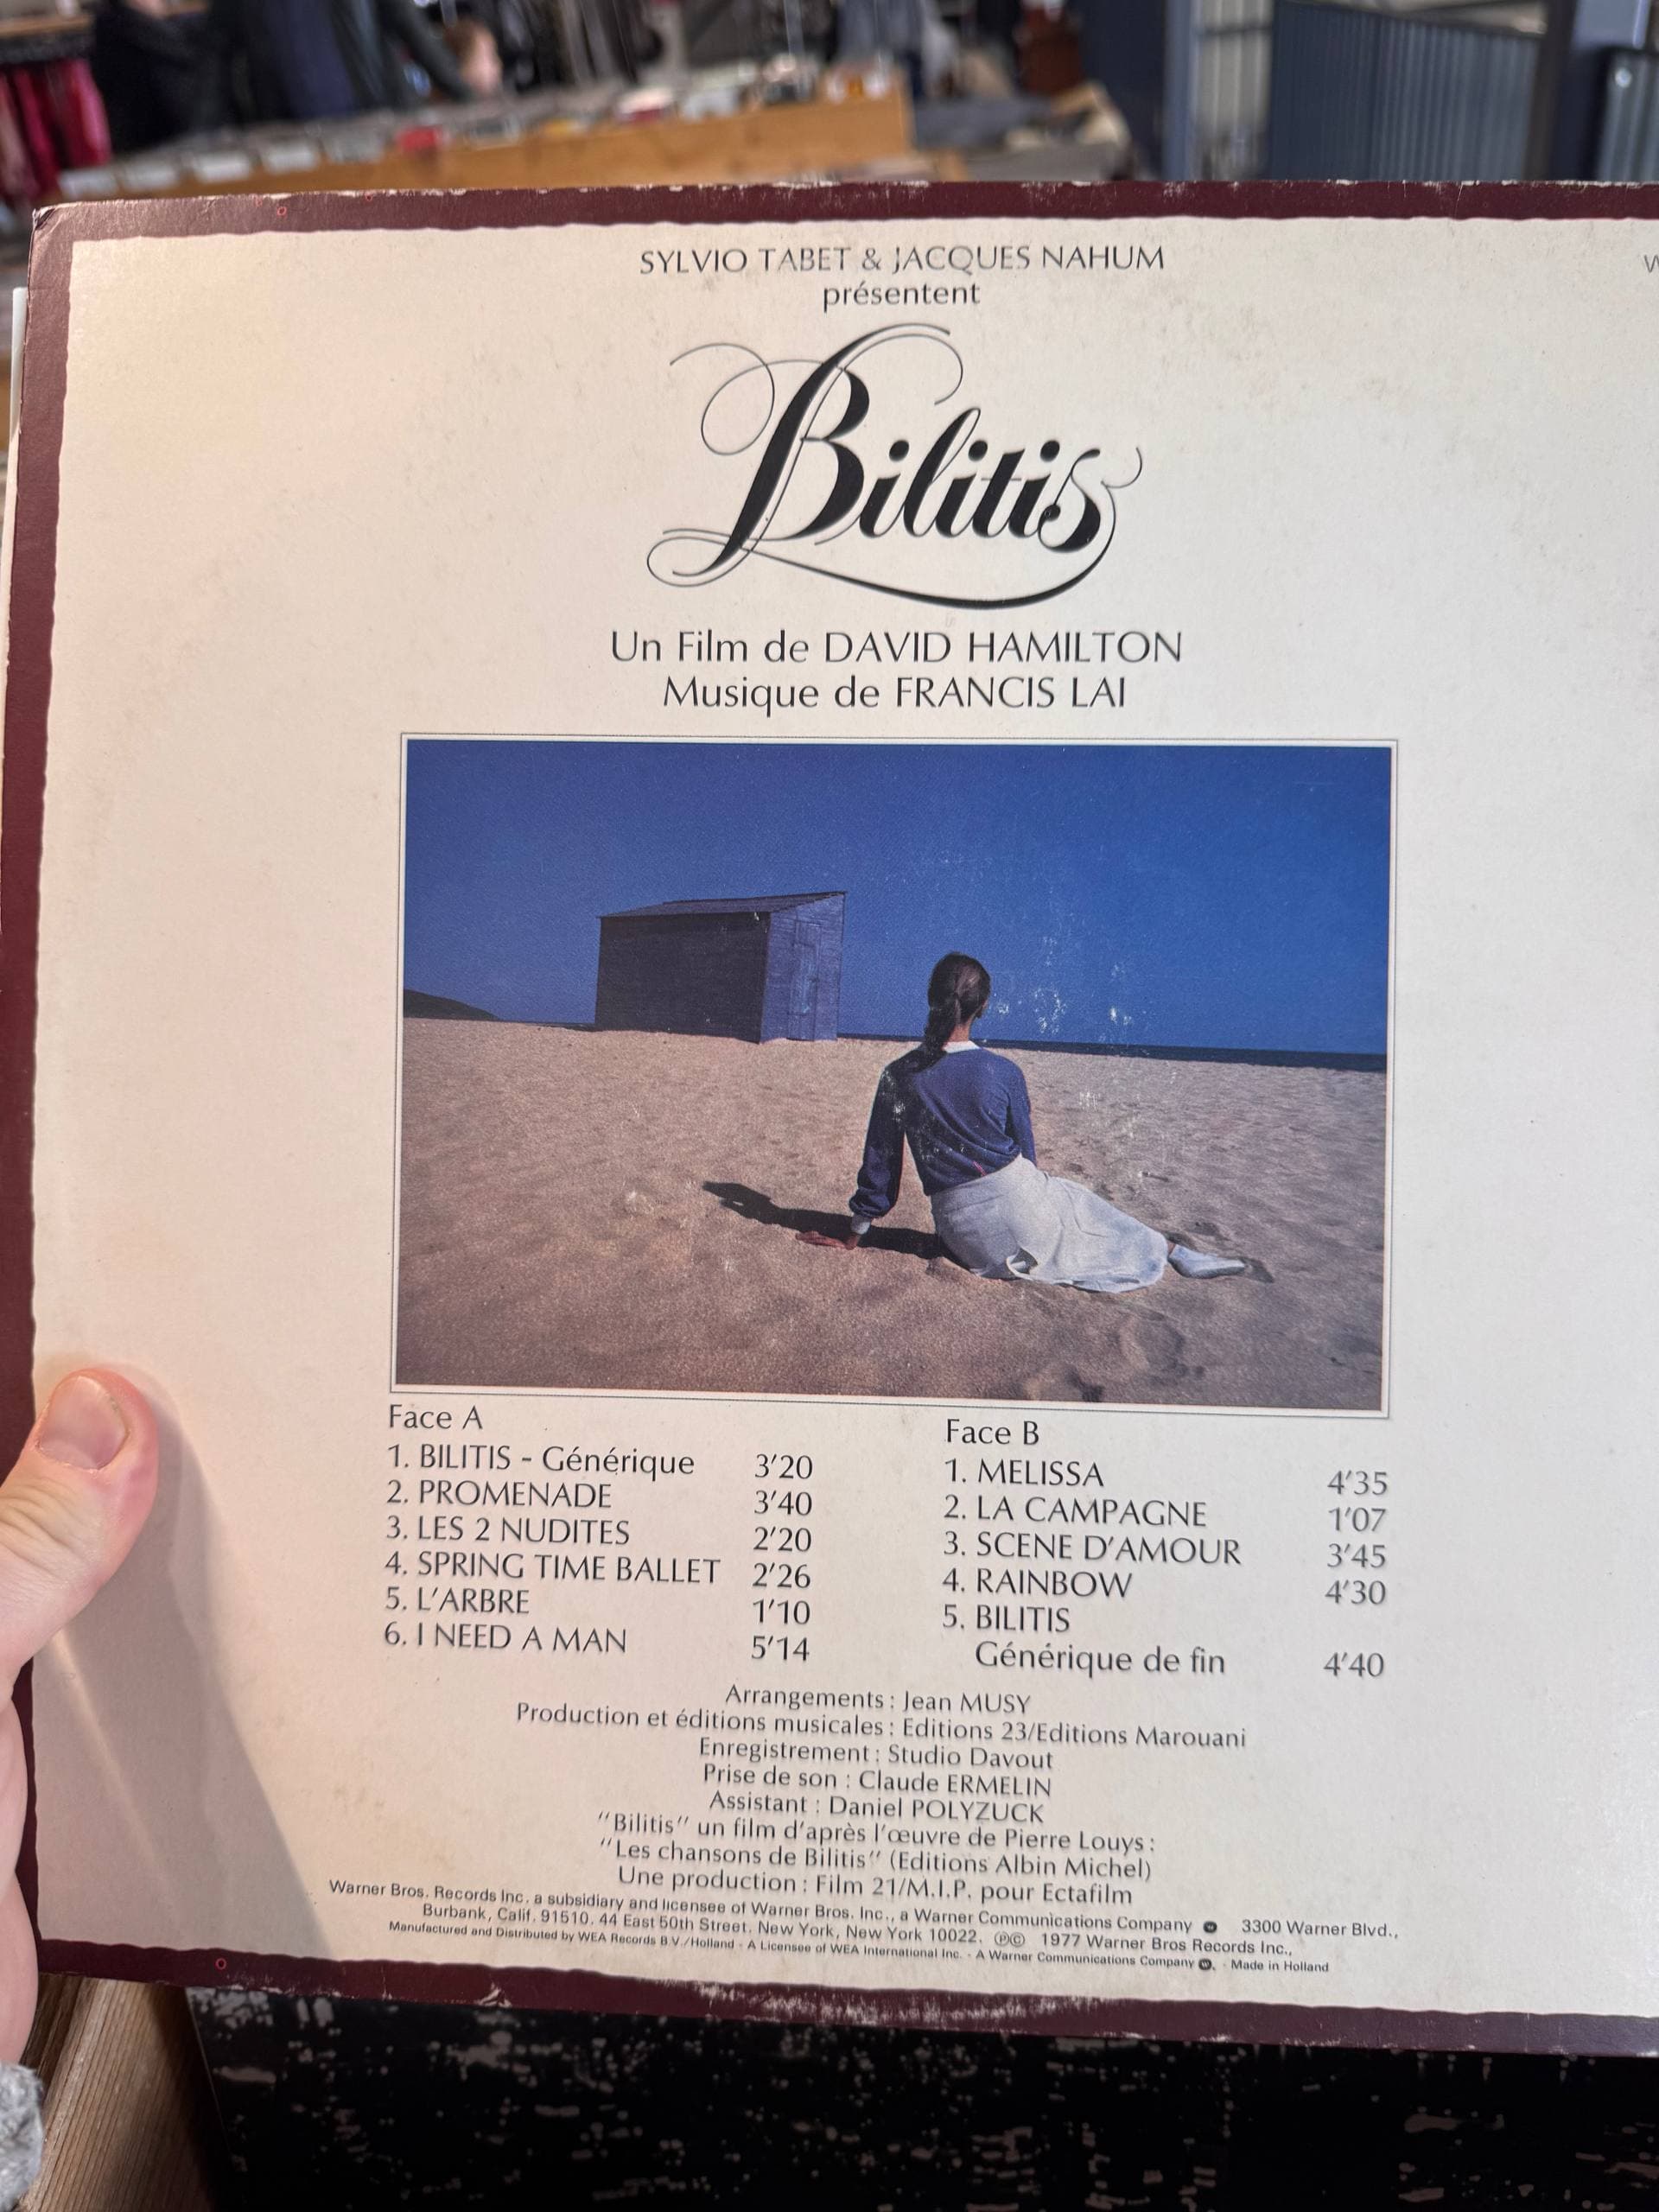 SYLVIO TABET & JACQUES NAHUM
présentent
Bilitis
Un Film de DAVID HAMILTON
Musique de FRANCIS LAI
Face A
1. BILITIS - Générique 3'20
2. PROMENADE 3'40
3. LES 2 NUDITES 2'20
4. SPRING TIME BALLET 2'26
5. L'ARBRE 1'10
6. I NEED A MAN 5'14
Face B
1. MELISSA 4'35
2. LA CAMPAGNE 1'07
3. SCENE D'AMOUR 3'45
4. RAINBOW 4'30
5. BILITIS
Générique de fin 4'40
Arrangements : Jean MUSY
Production et éditions musicales : Editions 23/Editions Marouani
Enregistrement : Studio Davout
Prise de son : Claude ERMELIN
Assistant : Daniel POLYZUCK
"Bilitis" un film d'après l'œuvre de Pierre Louys :
"Les chansons de Bilitis" (Editions Albin Michel)
Une production : Film 21/M.I.P. pour Ectafilm
Warner Bros. Records Inc. a subsidiary and licensee of Warner Bros. Inc., a Warner Communications Company 3300 Warner Blvd.,
Burbank, Calif. 91510. 44 East 50th Street. New York, New York 10022. ℗© 1977 Warner Bros Records Inc.,
Manufactured and Distributed by WEA Records B.V./Holland - A Licensee of WEA International Inc. - A Warner Communications Company. - Made in Holland